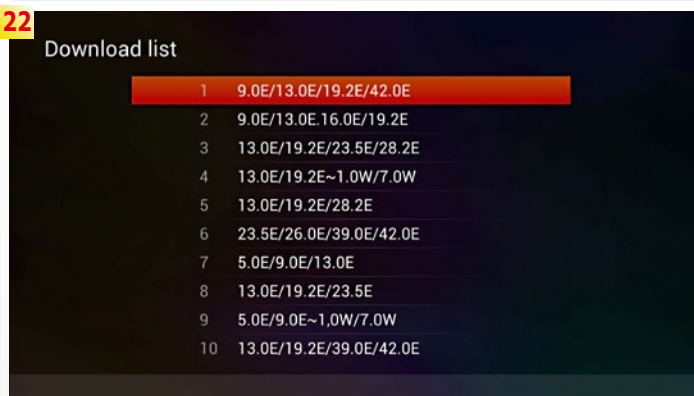 22
Download list
1 9.0E/13.0E/19.2E/42.0E
2 9.0E/13.0E.16.0E/19.2E
3 13.0E/19.2E/23.5E/28.2E
4 13.0E/19.2E~1.0W/7.0W
5 13.0E/19.2E/28.2E
6 23.5E/26.0E/39.0E/42.0E
7 5.0E/9.0E/13.0E
8 13.0E/19.2E/23.5E
9 5.0E/9.0E~1,0W/7.0W
10 13.0E/19.2E/39.0E/42.0E